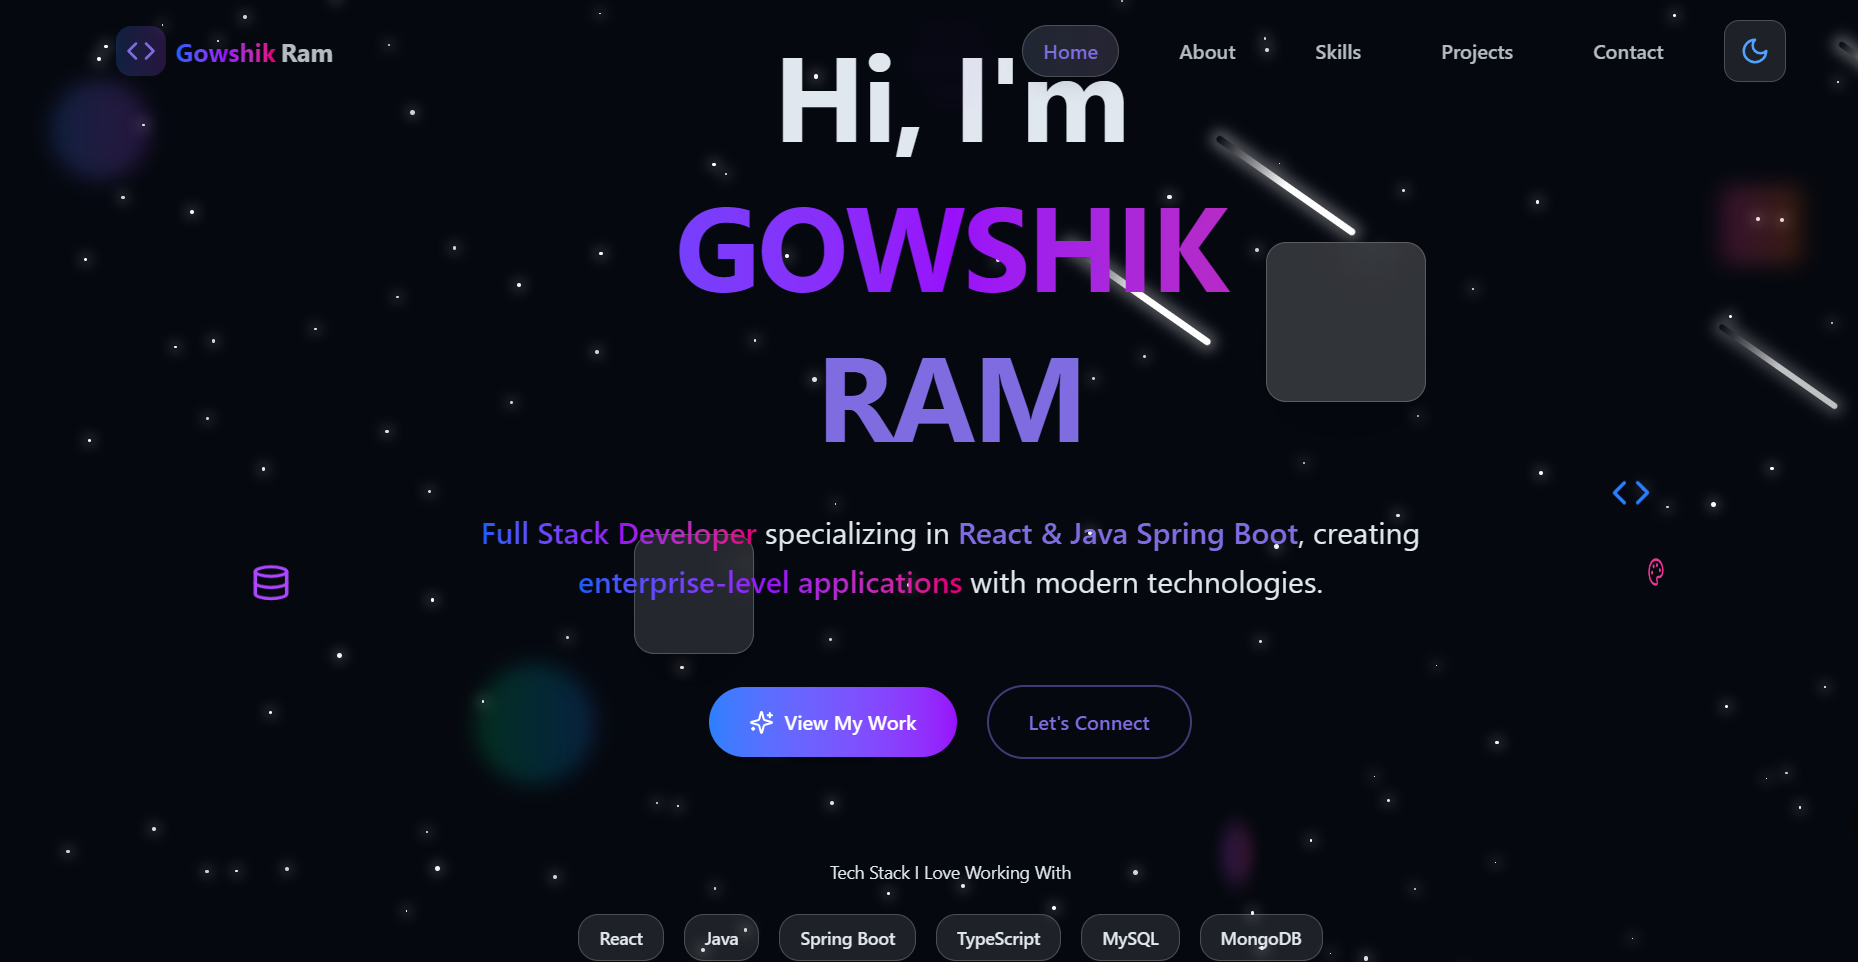 Gowshik Ram
Home
About
Skills
Projects
Contact
Hi, I'm
GOWSHIK
RAM
Full Stack Developer specializing in React & Java Spring Boot, creating
enterprise-level applications with modern technologies.
View My Work
Let's Connect
Tech Stack I Love Working With
React
Java
Spring Boot
TypeScript
MySQL
MongoDB